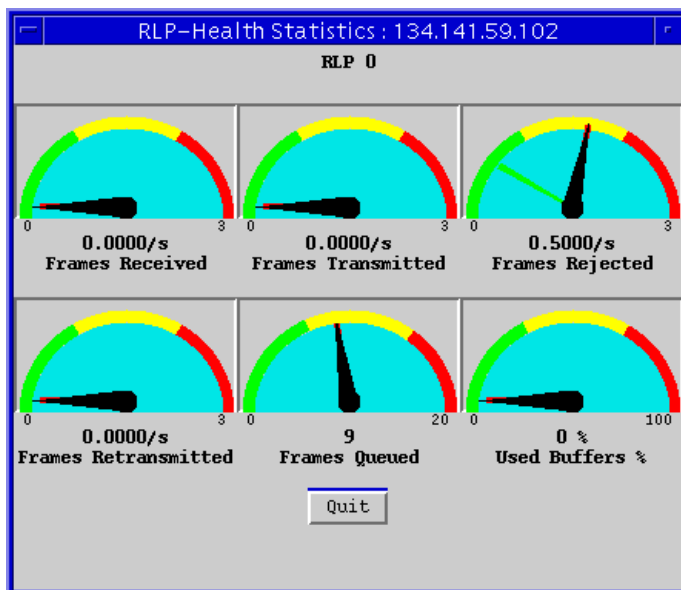 RLP-Health Statistics : 134.141.59.102
RLP 0
0 3 0 3 0 3
0.0000/s 0.0000/s 0.5000/s
Frames Received Frames Transmitted Frames Rejected
0 3 0 20 0 100
0.0000/s 9 0 %
Frames Retransmitted Frames Queued Used Buffers %
Quit